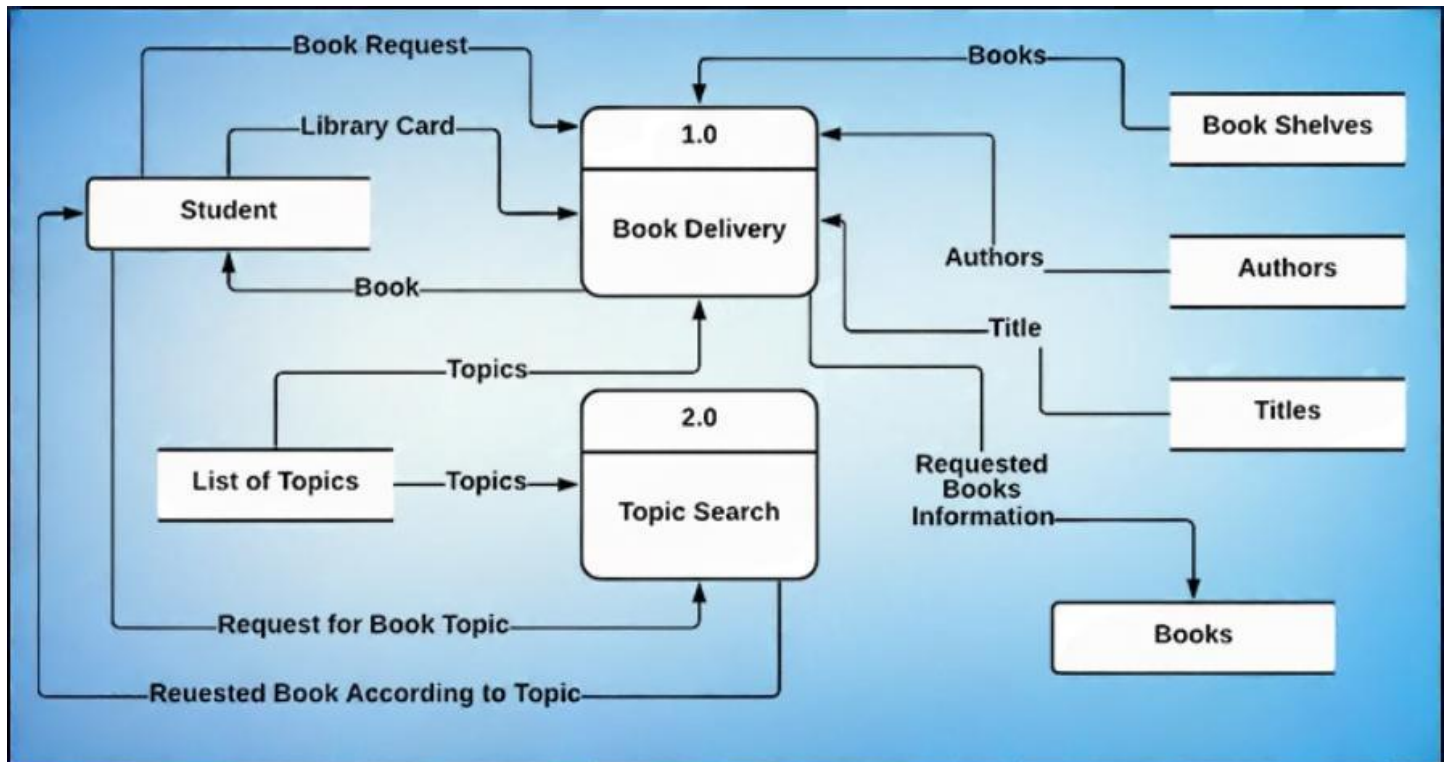 Book Request
Books
Library Card
1.0
Book Shelves
Student
Book Delivery
Authors
Authors
Book
Title
Topics
Titles
2.0
List of Topics
Topics
Topic Search
Requested
Books
Information
Request for Book Topic
Books
Reuested Book According to Topic